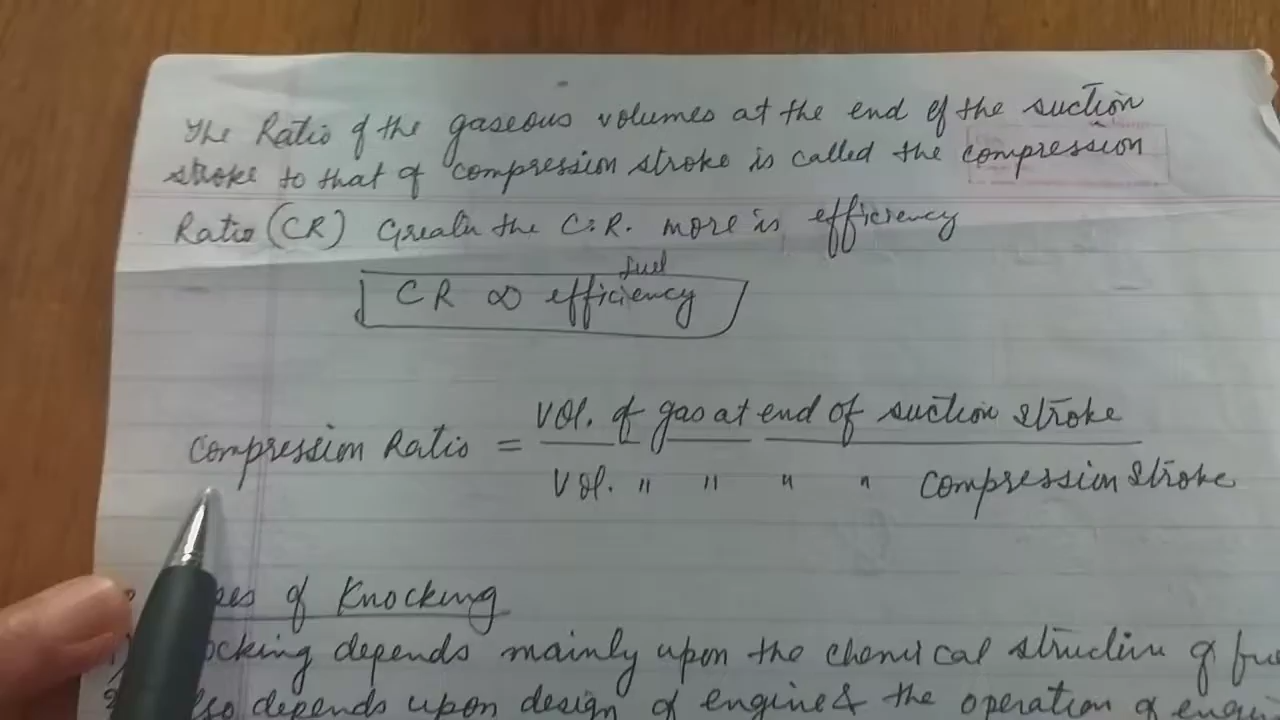 The Ratio of the gaseous volumes at the end of the suction
stroke to that of compression stroke is called the compression
Ratio (CR) Greater the C.R. more is efficiency
fuel
CR ∝ efficiency
Compression Ratio = Vol. of gas at end of suction stroke
Vol. " " " " Compression stroke
of Knocking
depends mainly upon the chemical structure of
depends upon design of engine & the operation of